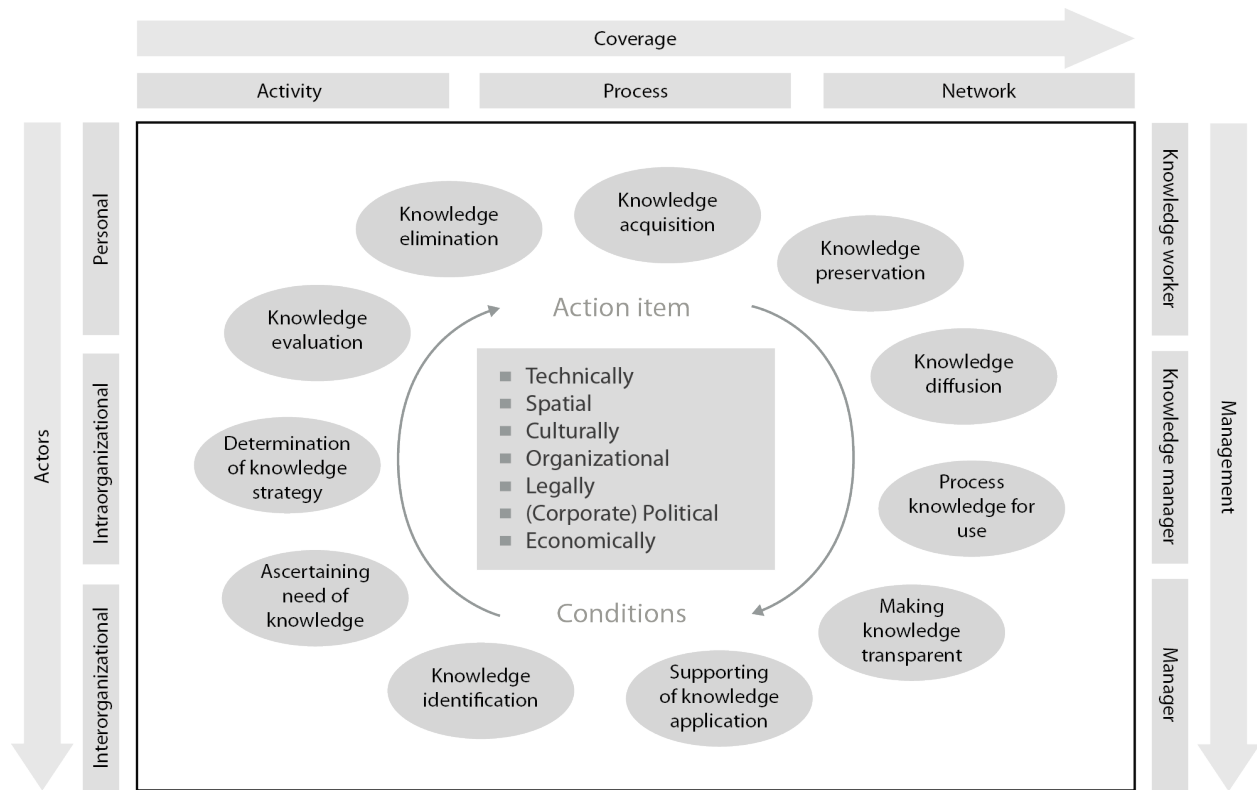 Coverage
Activity
Process
Network
Actors
Personal
Intraorganizational
Interorganizational
Knowledge
elimination
Knowledge
acquisition
Knowledge
preservation
Knowledge
evaluation
Action item
Knowledge
diffusion
Technically
Spatial
Culturally
Organizational
Legally
(Corporate) Political
Economically
Determination
of knowledge
strategy
Process
knowledge for
use
Ascertaining
need of
knowledge
Conditions
Making
knowledge
transparent
Knowledge
identification
Supporting
of knowledge
application
Knowledge worker
Knowledge manager
Manager
Management